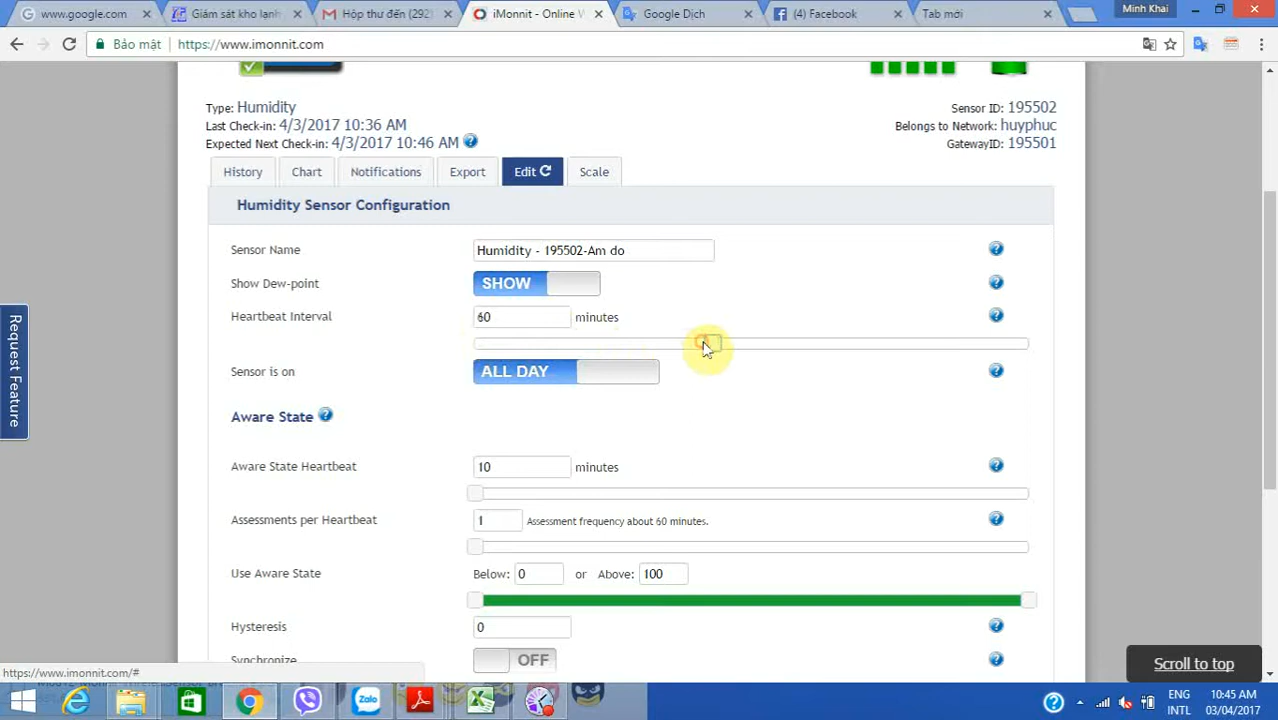 www.google.com
Giám sát kho lạnh
Hộp thư đến (292)
iMonnit - Online W
Google Dịch
(4) Facebook
Tab mới
Minh Khai
Bảo mật
https://www.imonnit.com
Type: Humidity
Sensor ID: 195502
Last Check-in: 4/3/2017 10:36 AM
Belongs to Network: huyphuc
Expected Next Check-in: 4/3/2017 10:46 AM
GatewayID: 195501
History
Chart
Notifications
Export
Edit
Scale
Humidity Sensor Configuration
Sensor Name
Humidity - 195502-Am do
Show Dew-point
SHOW
Heartbeat Interval
60 minutes
Sensor is on
ALL DAY
Request Feature
Aware State
Aware State Heartbeat
10 minutes
Assessments per Heartbeat
1 Assessment frequency about 60 minutes.
Use Aware State
Below: 0 or Above: 100
Hysteresis
0
Synchronize
OFF
Scroll to top
https://www.imonnit.com/#
Zalo
ENG
INTL
10:45 AM
03/04/2017